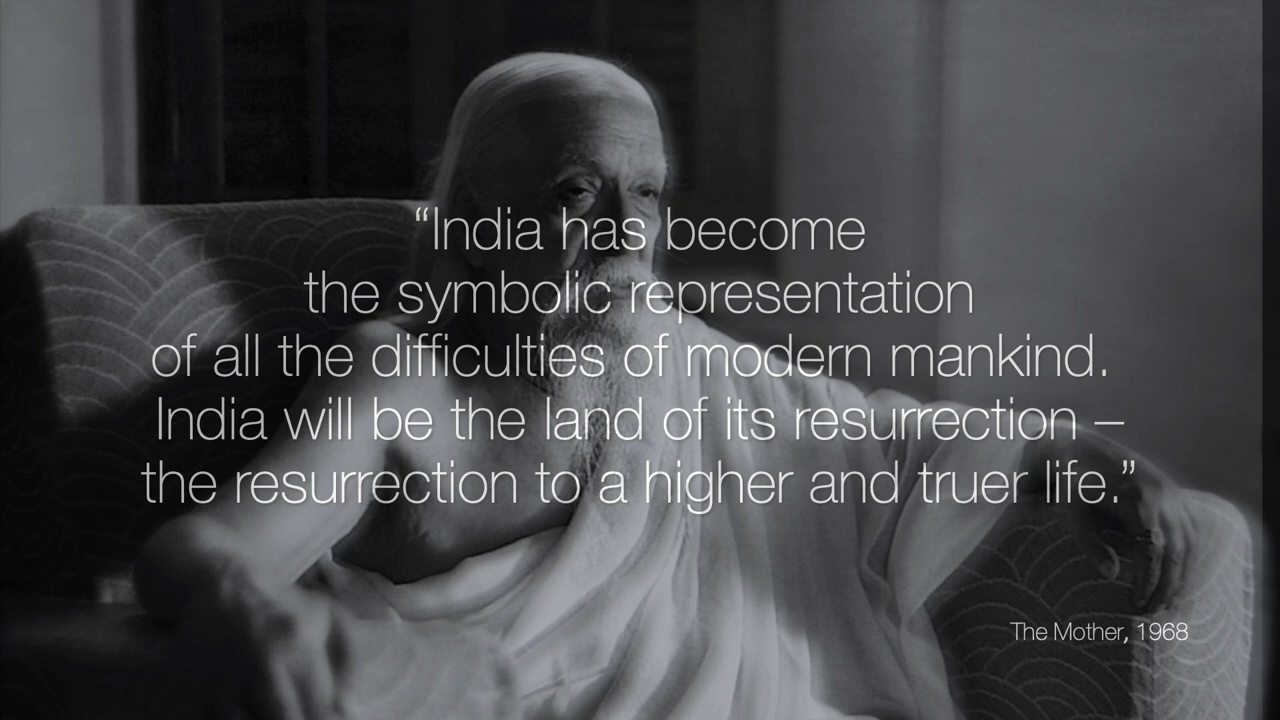 “India has become
the symbolic representation
of all the difficulties of modern mankind.
India will be the land of its resurrection –
the resurrection to a higher and truer life.”
The Mother, 1968